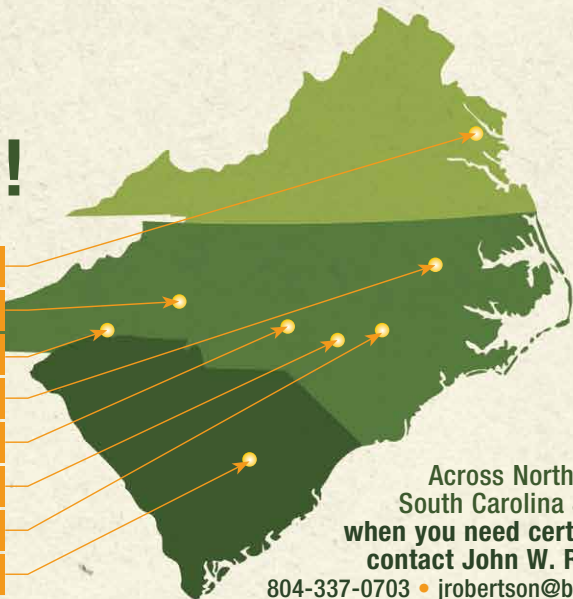 !
Across North
South Carolina
when you need cert
contact John W. R
804-337-0703 • jrobertson@b